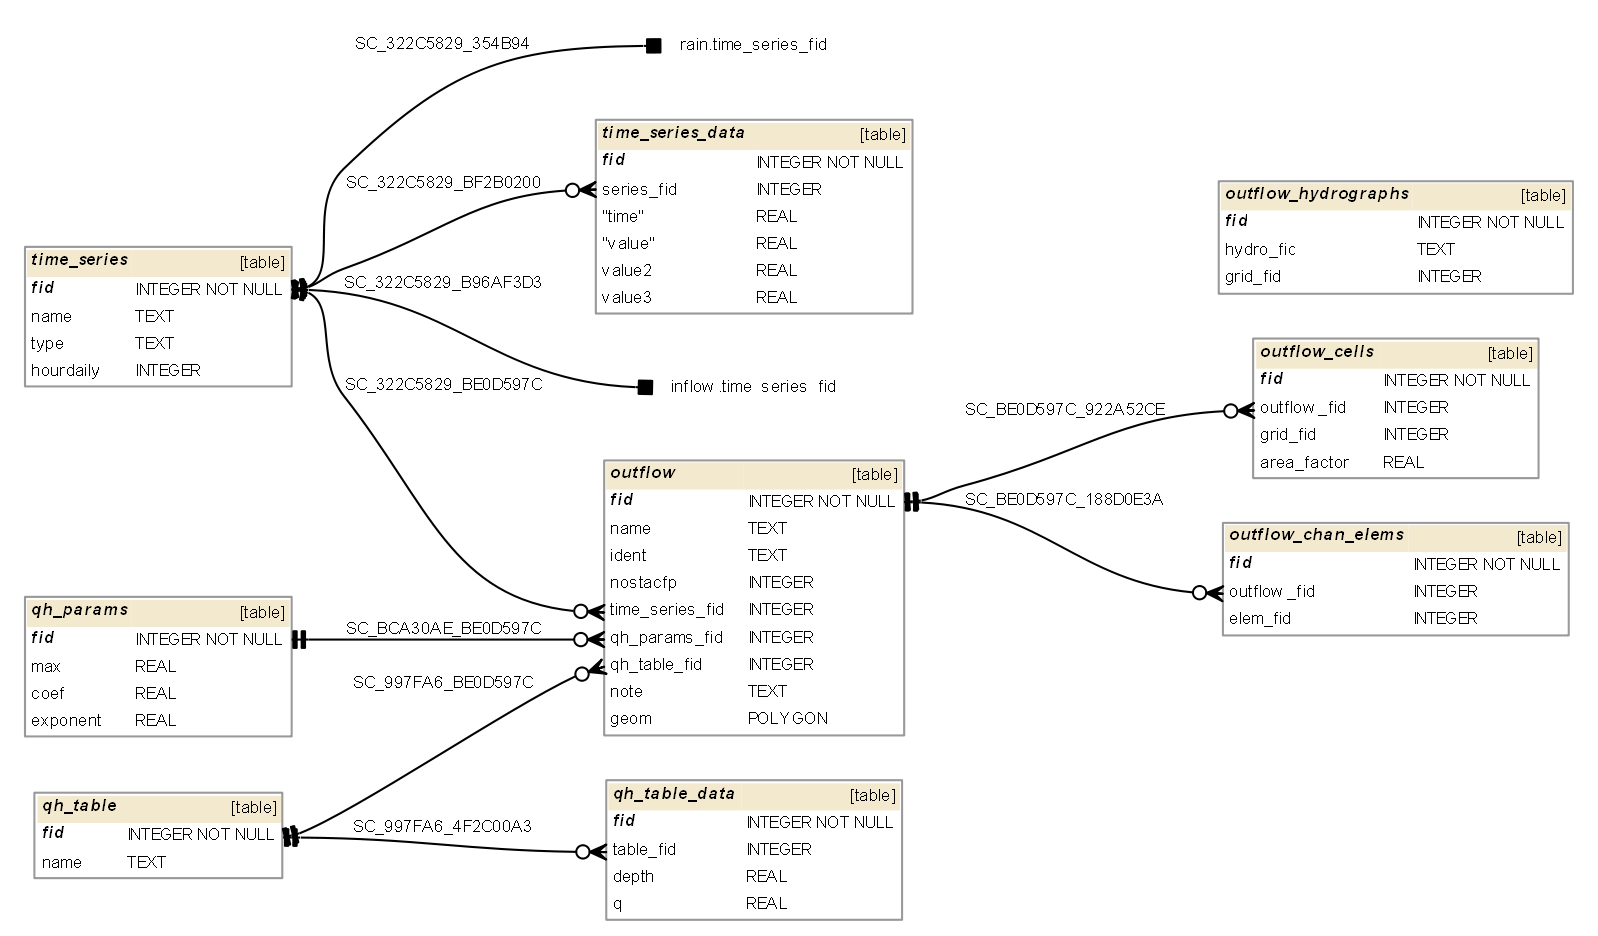 SC_322C5829_354B94
rain.time_series_fid
time_series_data [table]
fid INTEGER NOT NULL
series_fid INTEGER
"time" REAL
"value" REAL
value2 REAL
value3 REAL
SC_322C5829_BF2B0200
outflow_hydrographs [table]
fid INTEGER NOT NULL
hydro_fic TEXT
grid_fid INTEGER
time_series [table]
fid INTEGER NOT NULL
name TEXT
type TEXT
hourdaily INTEGER
SC_322C5829_B96AF3D3
SC_322C5829_BE0D597C
inflow.time series fid
outflow_cells [table]
fid INTEGER NOT NULL
outflow_fid INTEGER
grid_fid INTEGER
area_factor REAL
SC_BE0D597C_922A52CE
outflow [table]
fid INTEGER NOT NULL
name TEXT
ident TEXT
nostacfp INTEGER
time_series_fid INTEGER
qh_params_fid INTEGER
qh_table_fid INTEGER
note TEXT
geom POLYGON
SC_BE0D597C_188D0E3A
outflow_chan_elems [table]
fid INTEGER NOT NULL
outflow_fid INTEGER
elem_fid INTEGER
qh_params [table]
fid INTEGER NOT NULL
max REAL
coef REAL
exponent REAL
SC_BCA30AE_BE0D597C
SC_997FA6_BE0D597C
qh_table [table]
fid INTEGER NOT NULL
name TEXT
SC_997FA6_4F2C00A3
qh_table_data [table]
fid INTEGER NOT NULL
table_fid INTEGER
depth REAL
q REAL